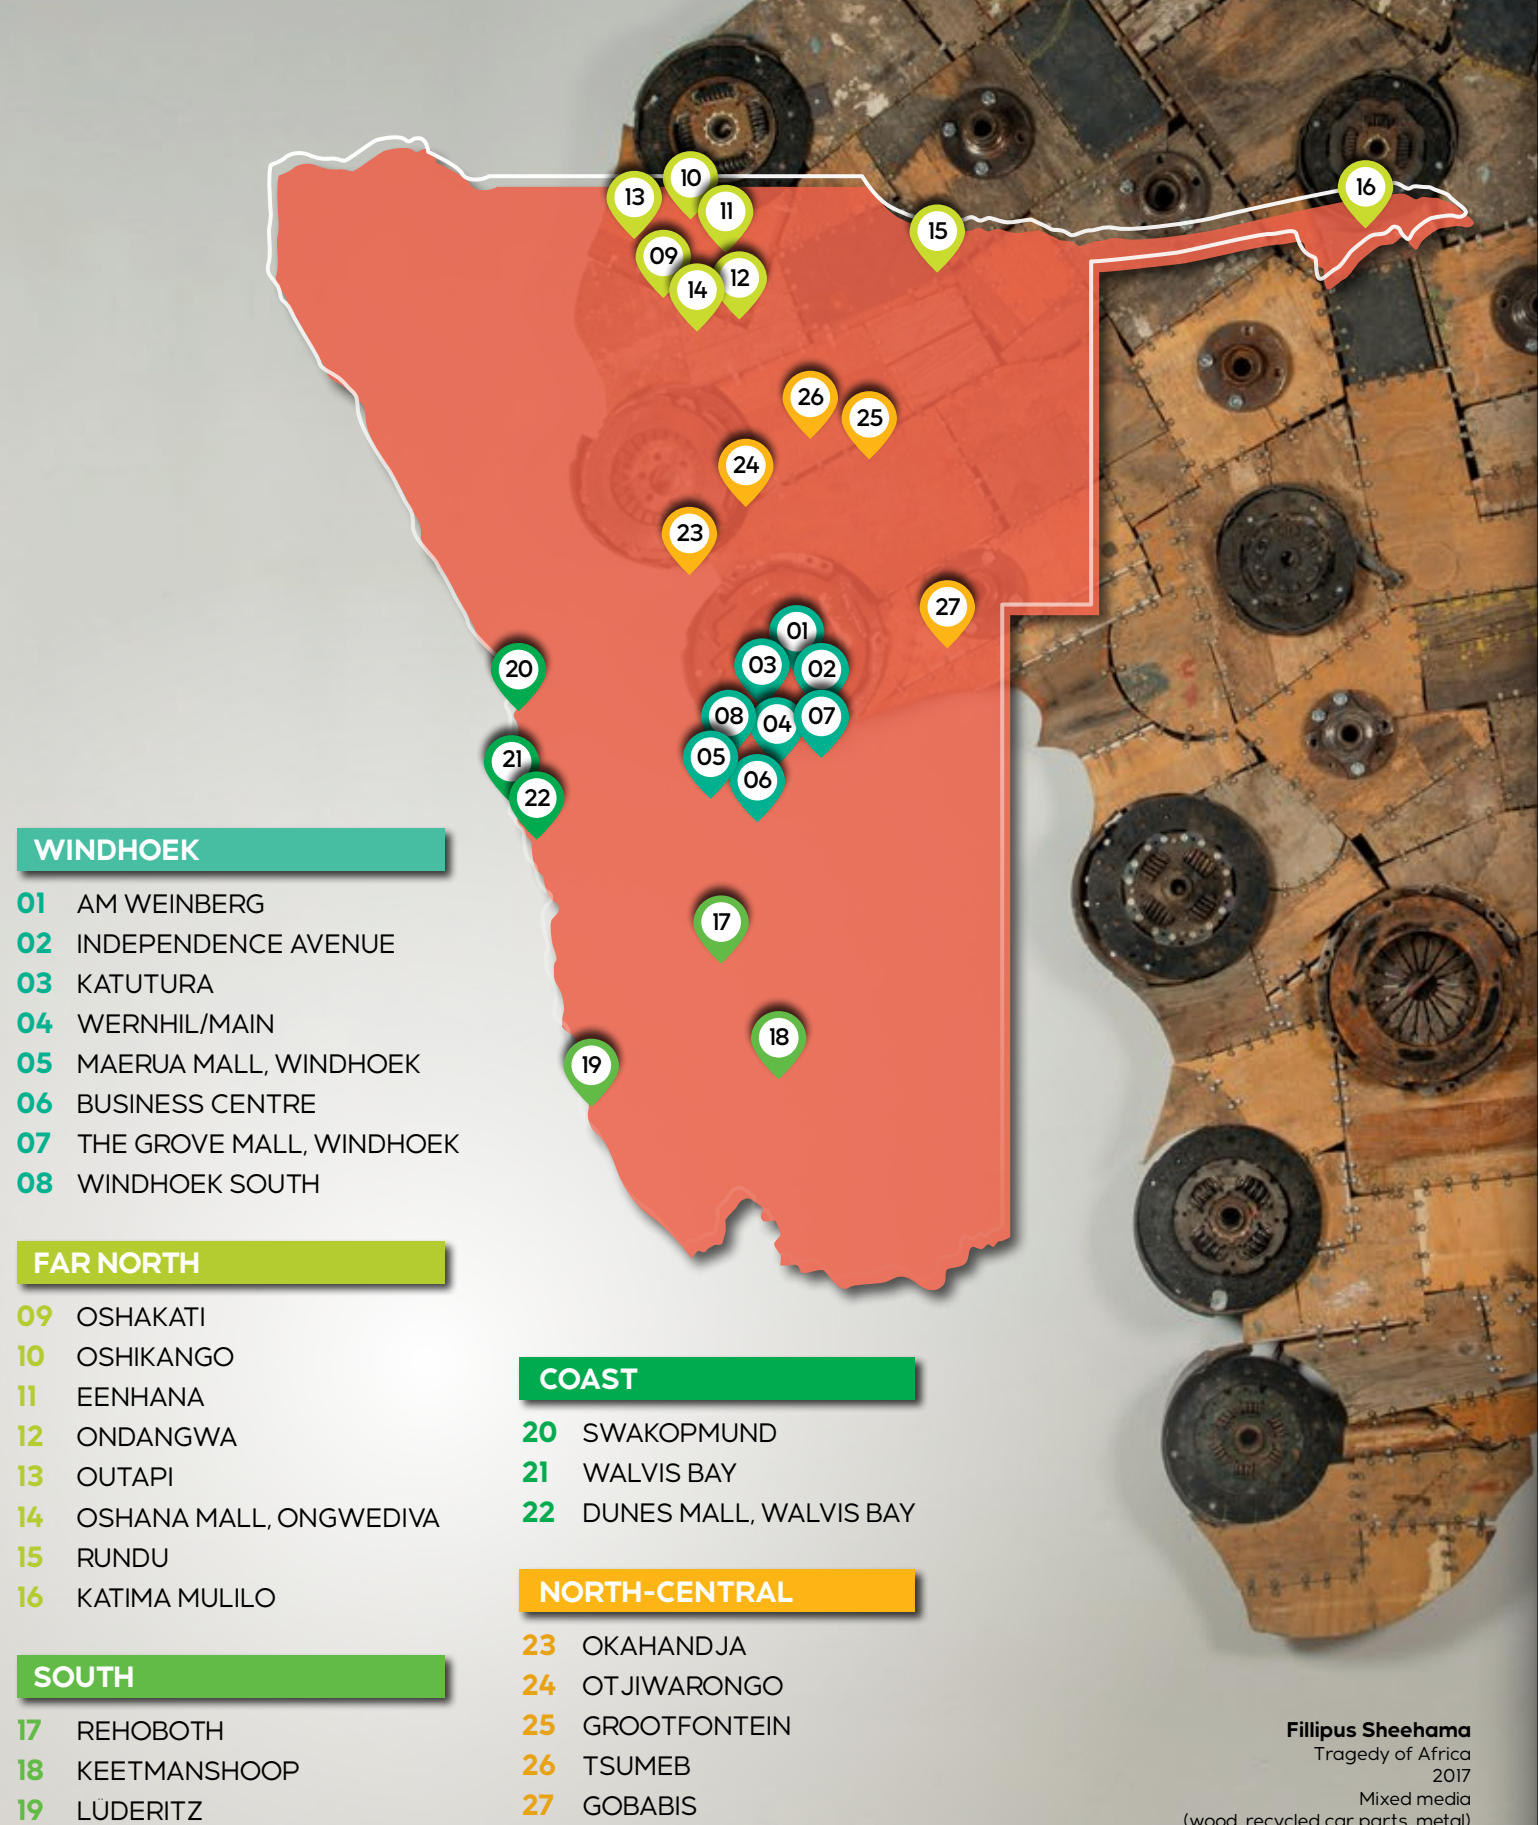 10
13
16
11
15
09
12
14
26
25
24
23
27
01
03
02
20
08
04
07
21
05
06
22
17
18
19
WINDHOEK
01 AM WEINBERG
02 INDEPENDENCE AVENUE
03 KATUTURA
04 WERNHIL/MAIN
05 MAERUA MALL, WINDHOEK
06 BUSINESS CENTRE
07 THE GROVE MALL, WINDHOEK
08 WINDHOEK SOUTH
FAR NORTH
09 OSHAKATI
10 OSHIKANGO
11 EENHANA
12 ONDANGWA
13 OUTAPI
14 OSHANA MALL, ONGWEDIVA
15 RUNDU
16 KATIMA MULILO
SOUTH
17 REHOBOTH
18 KEETMANSHOOP
19 LÜDERITZ
COAST
20 SWAKOPMUND
21 WALVIS BAY
22 DUNES MALL, WALVIS BAY
NORTH-CENTRAL
23 OKAHANDJA
24 OTJIWARONGO
25 GROOTFONTEIN
26 TSUMEB
27 GOBABIS
Fillipus Sheehama
Tragedy of Africa
2017
Mixed media
(wood, recycled car parts, metal)